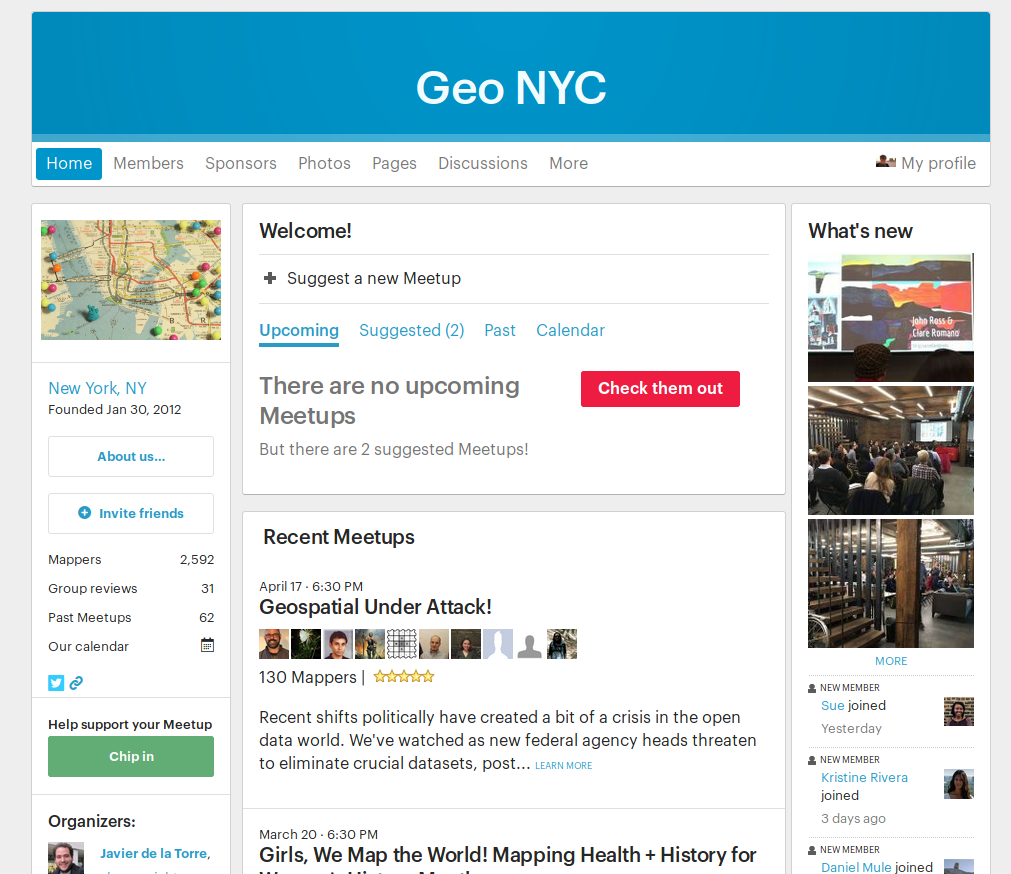 Geo NYC
Home Members Sponsors Photos Pages Discussions More My profile
New York, NY
Founded Jan 30, 2012
About us...
Invite friends
Mappers 2,592
Group reviews 31
Past Meetups 62
Our calendar
Help support your Meetup
Chip in
Organizers:
Javier de la Torre,
Welcome!
Suggest a new Meetup
Upcoming Suggested (2) Past Calendar
There are no upcoming
Meetups
Check them out
But there are 2 suggested Meetups!
Recent Meetups
April 17 · 6:30 PM
Geospatial Under Attack!
130 Mappers |
Recent shifts politically have created a bit of a crisis in the open
data world. We've watched as new federal agency heads threaten
to eliminate crucial datasets, post... LEARN MORE
March 20 · 6:30 PM
Girls, We Map the World! Mapping Health + History for
What's new
John Ross &
Clare Romano
MORE
NEW MEMBER
Sue joined
Yesterday
NEW MEMBER
Kristine Rivera
joined
3 days ago
NEW MEMBER
Daniel Mule joined